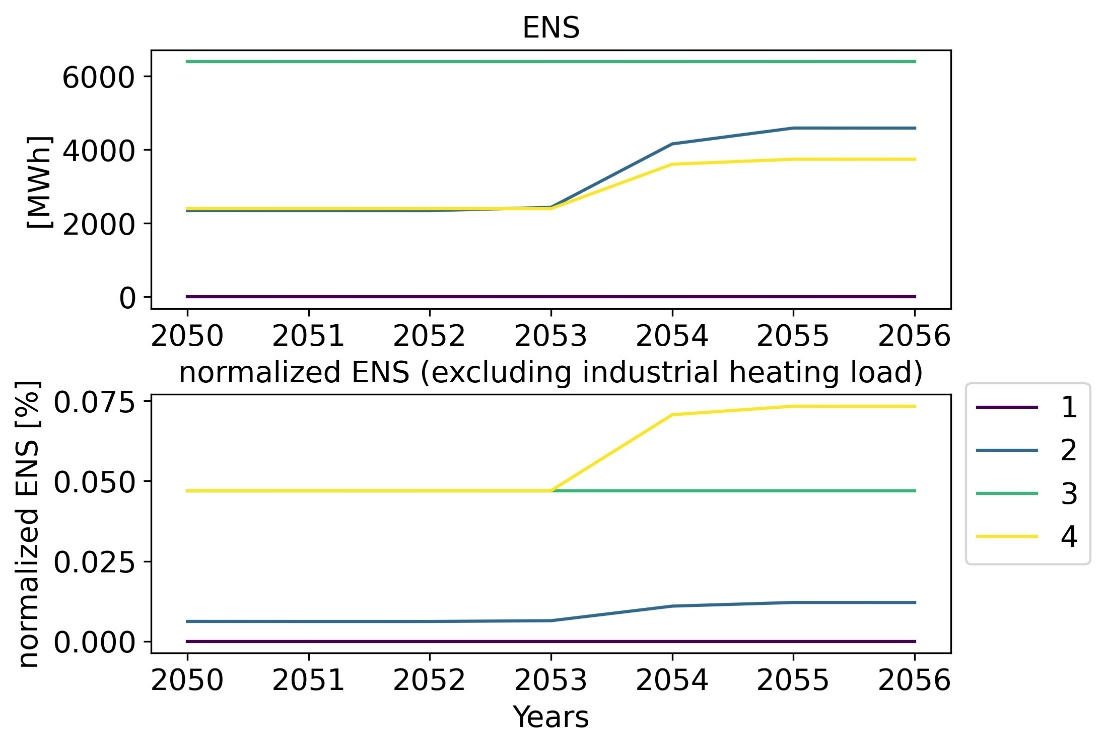 ENS
[MWh]
6000
4000
2000
0
2050 2051 2052 2053 2054 2055 2056
normalized ENS (excluding industrial heating load)
normalized ENS [%]
0.075
0.050
0.025
0.000
2050 2051 2052 2053 2054 2055 2056
Years
1
2
3
4